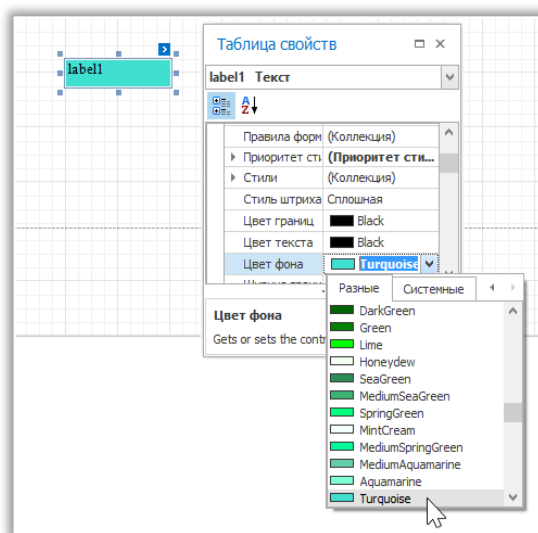 label1
Таблица свойств
label1 Текст
A
Z
Правила форм (Коллекция)
Приоритет сти (Приоритет сти...
Стили (Коллекция)
Стиль штриха Сплошная
Цвет границ Black
Цвет текста Black
Цвет фона Turquoise
Разные Системные
Цвет фона
Gets or sets the cont
DarkGreen
Green
Lime
Honeydew
SeaGreen
MediumSeaGreen
SpringGreen
MintCream
MediumSpringGreen
MediumAquamarine
Aquamarine
Turquoise